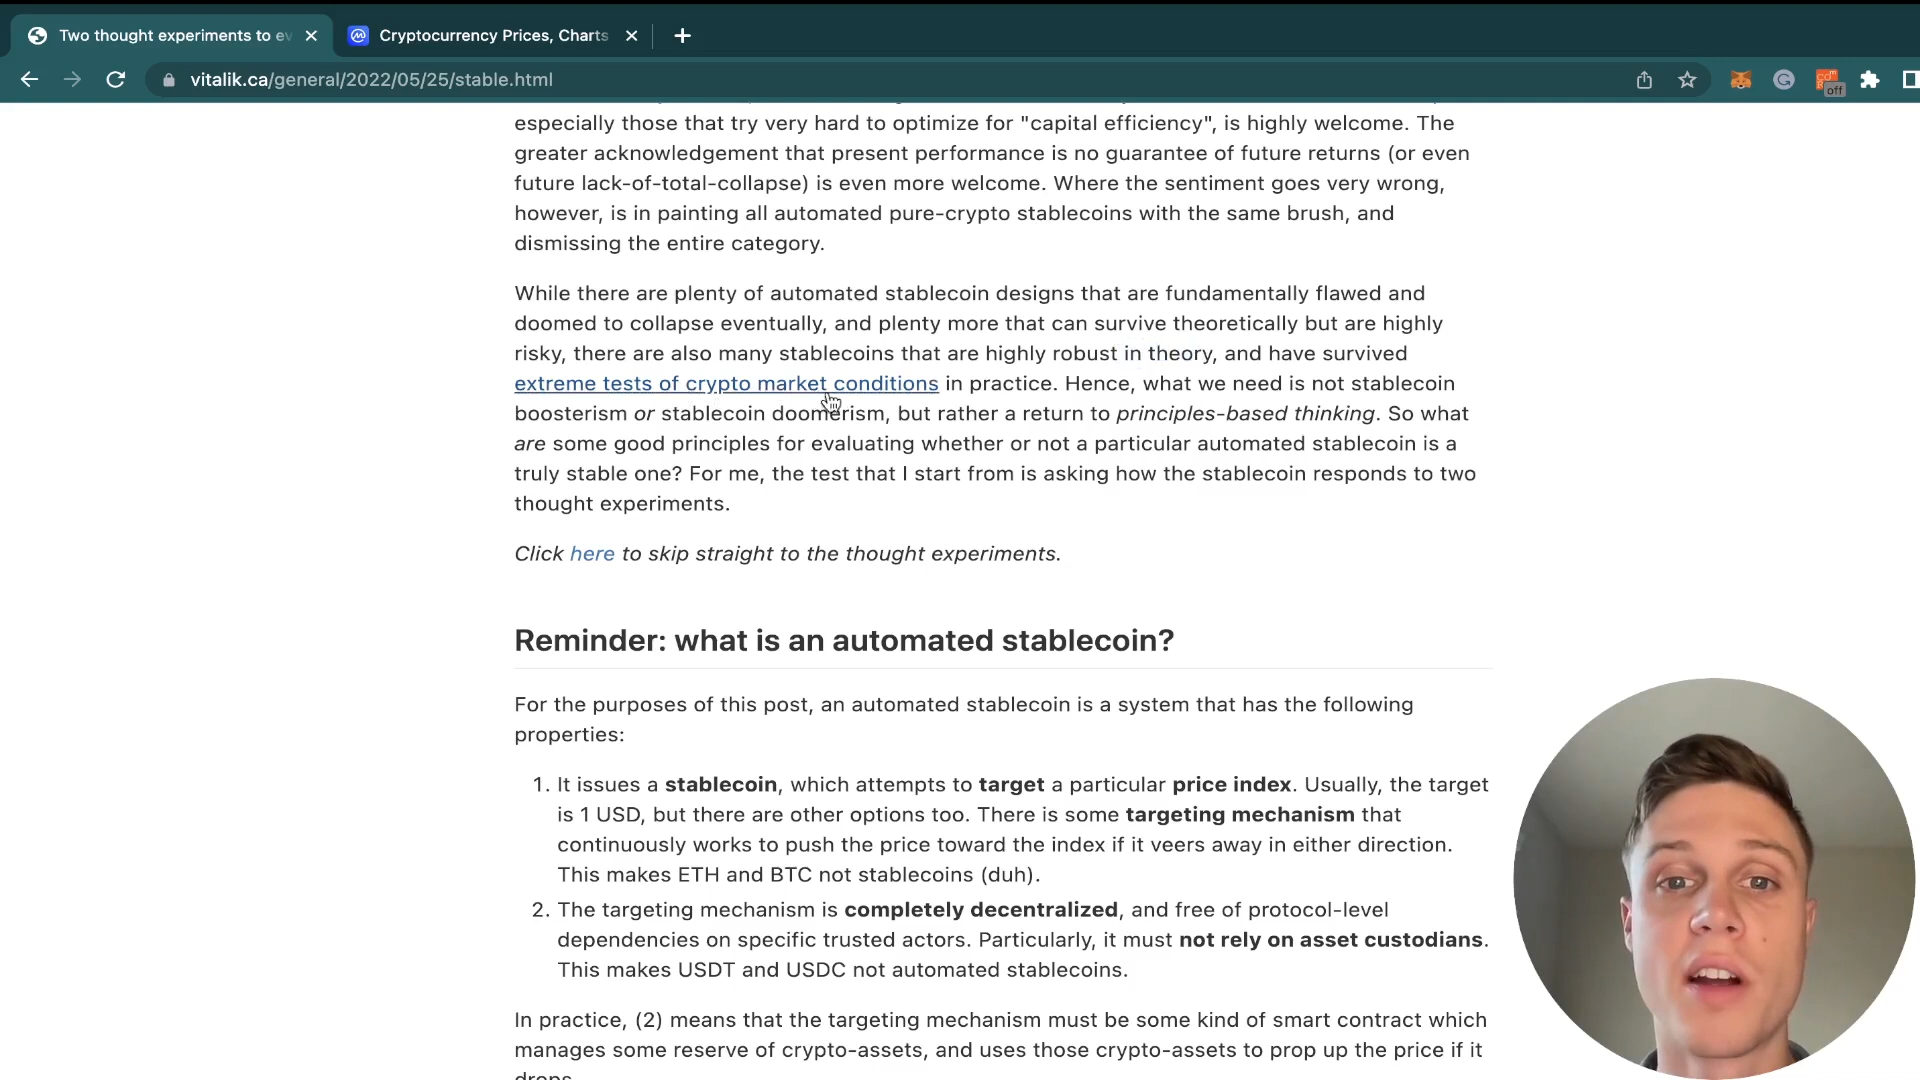 Two thought experiments to ev
Cryptocurrency Prices, Charts
vitalik.ca/general/2022/05/25/stable.html
off
especially those that try very hard to optimize for "capital efficiency", is highly welcome. The
greater acknowledgement that present performance is no guarantee of future returns (or even
future lack-of-total-collapse) is even more welcome. Where the sentiment goes very wrong,
however, is in painting all automated pure-crypto stablecoins with the same brush, and
dismissing the entire category.
While there are plenty of automated stablecoin designs that are fundamentally flawed and
doomed to collapse eventually, and plenty more that can survive theoretically but are highly
risky, there are also many stablecoins that are highly robust in theory, and have survived
extreme tests of crypto market conditions in practice. Hence, what we need is not stablecoin
boosterism or stablecoin doomerism, but rather a return to principles-based thinking. So what
are some good principles for evaluating whether or not a particular automated stablecoin is a
truly stable one? For me, the test that I start from is asking how the stablecoin responds to two
thought experiments.
Click here to skip straight to the thought experiments.
Reminder: what is an automated stablecoin?
For the purposes of this post, an automated stablecoin is a system that has the following
properties:
1. It issues a stablecoin, which attempts to target a particular price index. Usually, the target
is 1 USD, but there are other options too. There is some targeting mechanism that
continuously works to push the price toward the index if it veers away in either direction.
This makes ETH and BTC not stablecoins (duh).
2. The targeting mechanism is completely decentralized, and free of protocol-level
dependencies on specific trusted actors. Particularly, it must not rely on asset custodians.
This makes USDT and USDC not automated stablecoins.
In practice, (2) means that the targeting mechanism must be some kind of smart contract which
manages some reserve of crypto-assets, and uses those crypto-assets to prop up the price if it
drops.